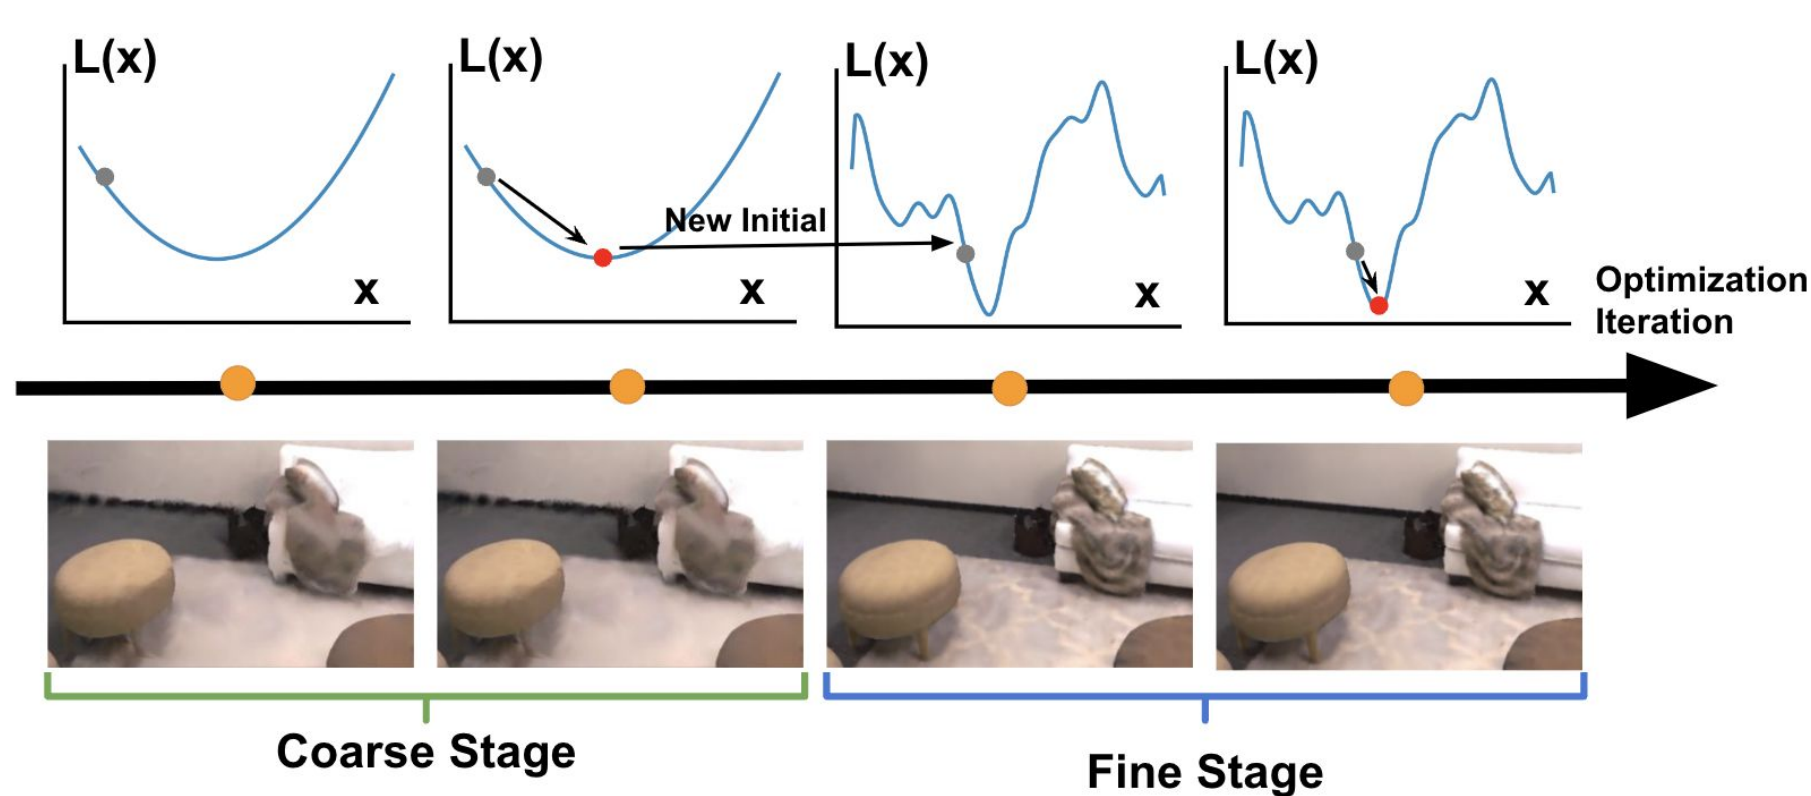 L(x)
L(x)
L(x)
L(x)
New Initial
x
x
x
x
Optimization
Iteration
Coarse Stage
Fine Stage